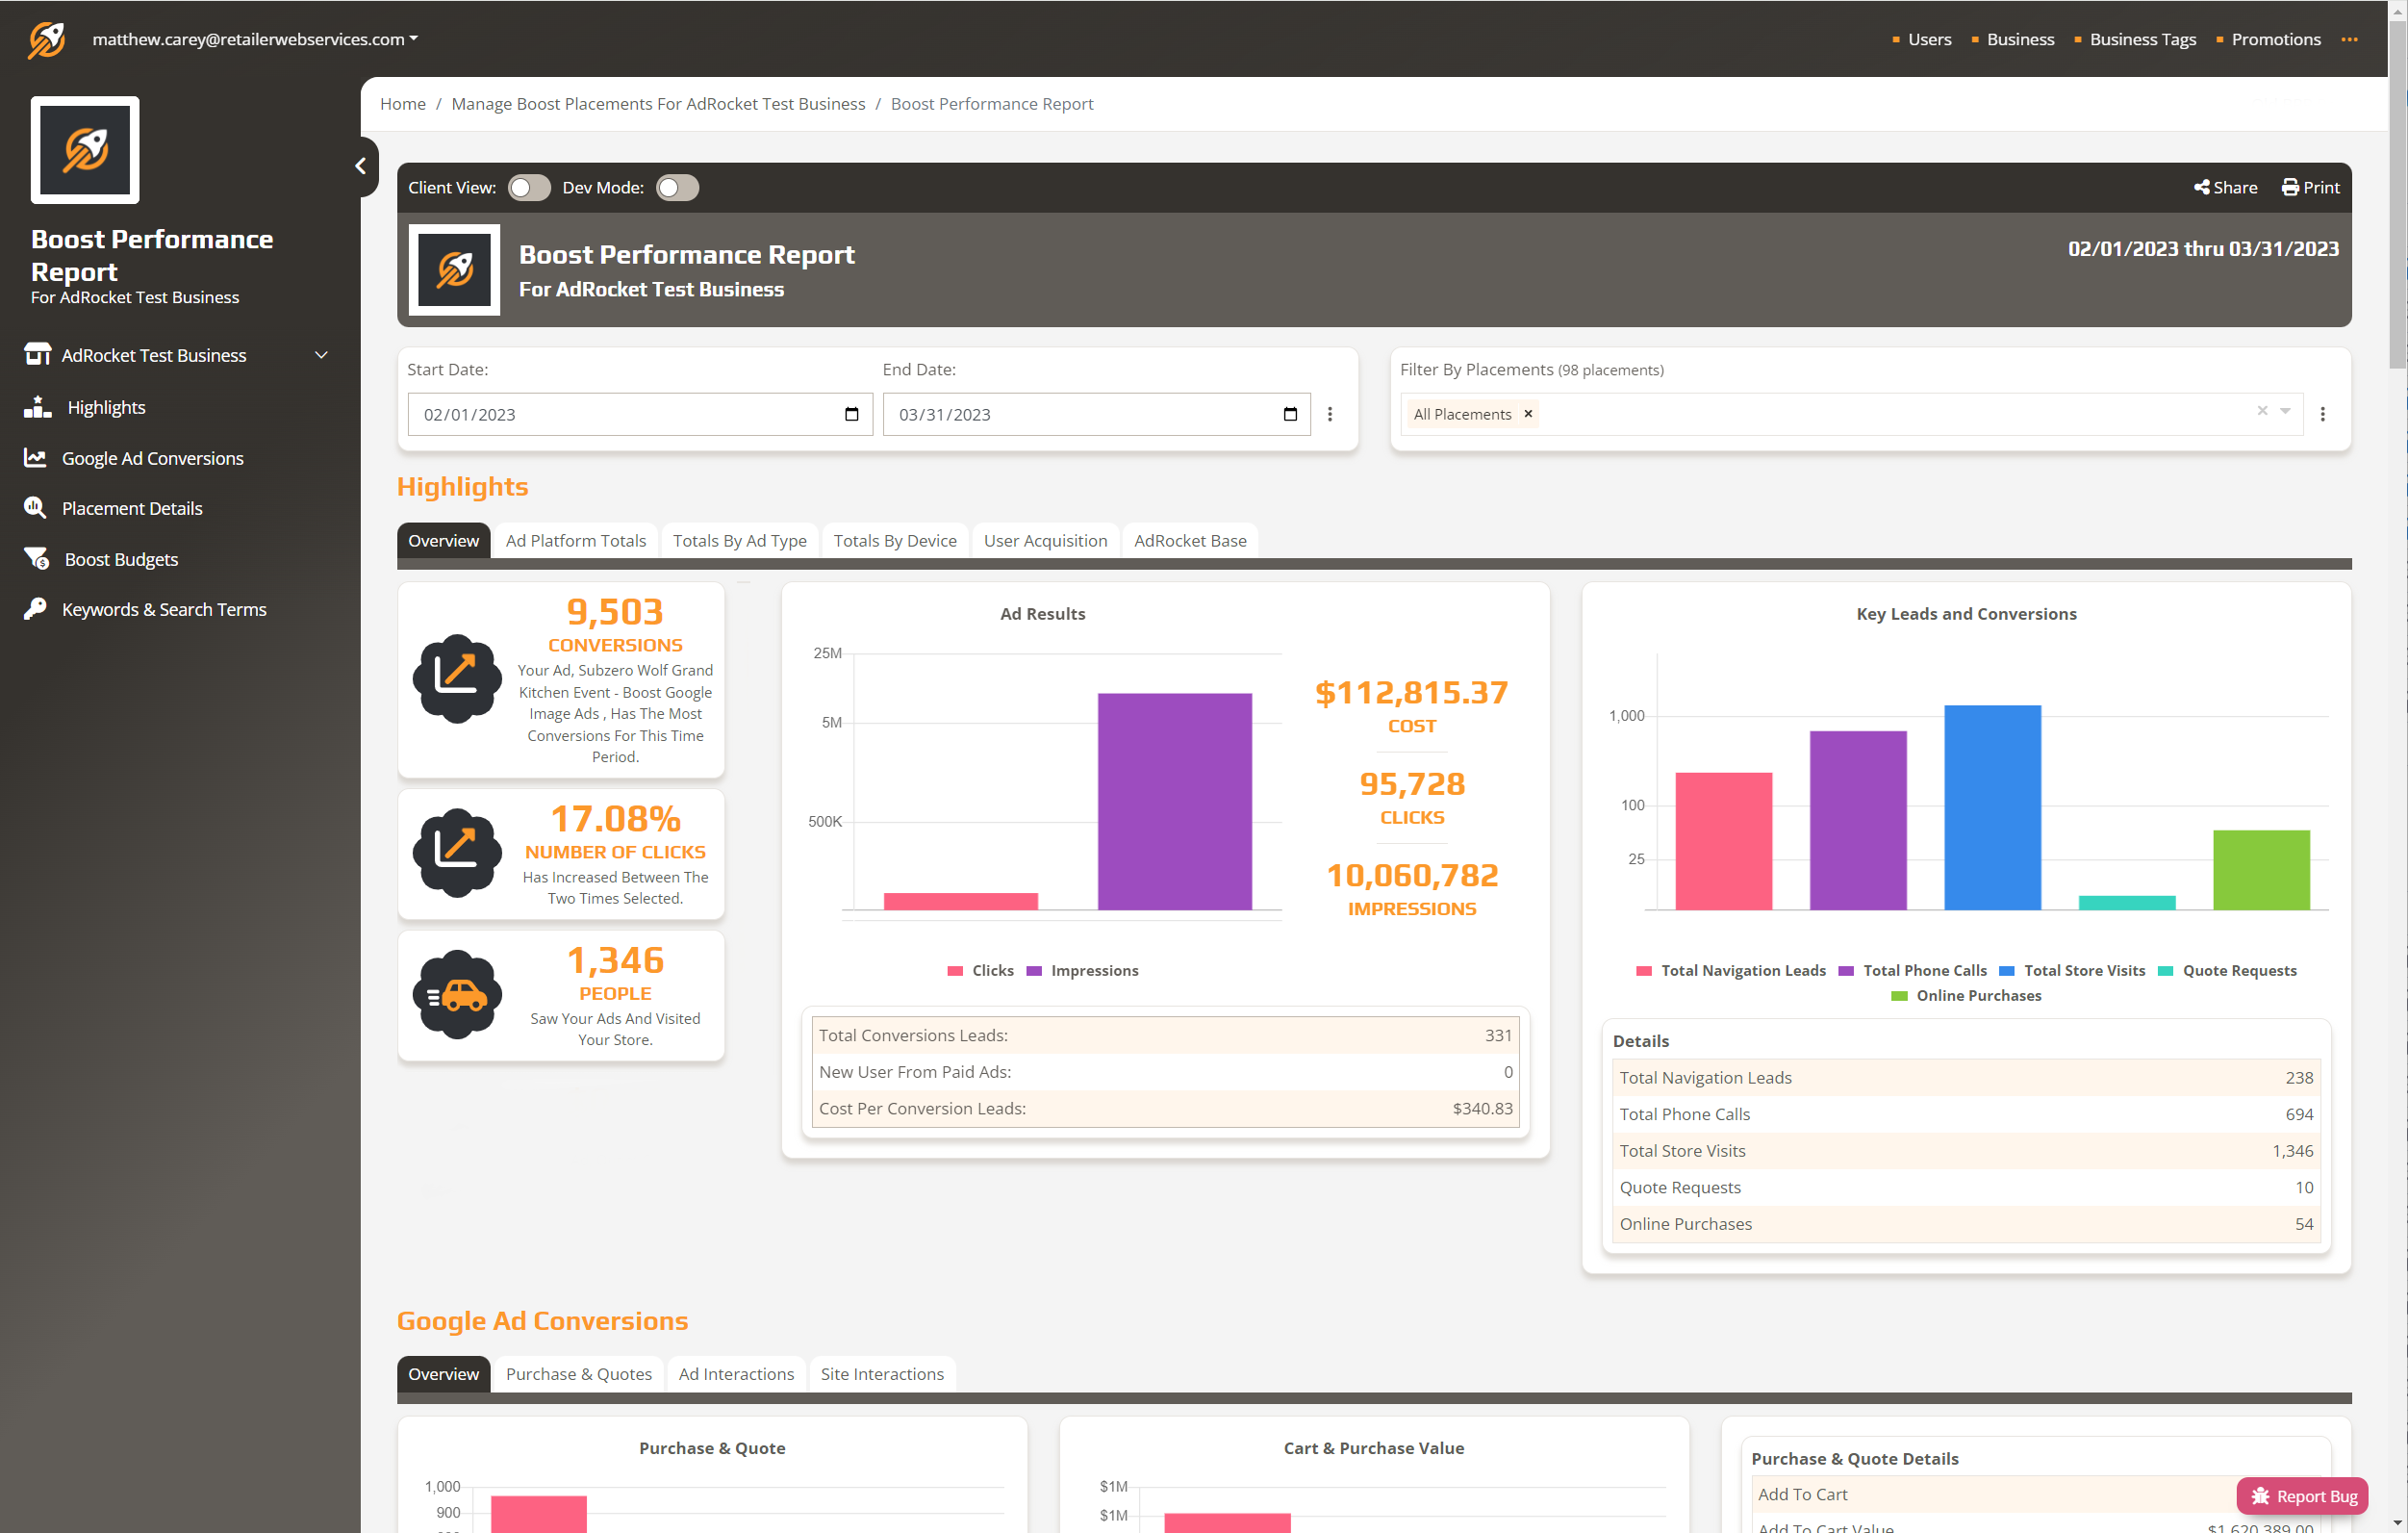 matthew.carey@retailerwebservices.com
Users Business Business Tags Promotions
Boost Performance
Report
For AdRocket Test Business
AdRocket Test Business
Highlights
Google Ad Conversions
Placement Details
Boost Budgets
Keywords & Search Terms
Home / Manage Boost Placements For AdRocket Test Business / Boost Performance Report
Client View: Dev Mode: Share Print
Boost Performance Report
For AdRocket Test Business
02/01/2023 thru 03/31/2023
Start Date: End Date:
02/01/2023 03/31/2023
Filter By Placements (98 placements)
All Placements ×
Highlights
Overview Ad Platform Totals Totals By Ad Type Totals By Device User Acquisition AdRocket Base
9,503
CONVERSIONS
Your Ad, Subzero Wolf Grand
Kitchen Event - Boost Google
Image Ads , Has The Most
Conversions For This Time
Period.
17.08%
NUMBER OF CLICKS
Has Increased Between The
Two Times Selected.
1,346
PEOPLE
Saw Your Ads And Visited
Your Store.
Ad Results
25M
5M
500K
$112,815.37
COST
95,728
CLICKS
10,060,782
IMPRESSIONS
Clicks Impressions
Total Conversions Leads: 331
New User From Paid Ads: 0
Cost Per Conversion Leads: $340.83
Key Leads and Conversions
1,000
100
25
Total Navigation Leads Total Phone Calls Total Store Visits Quote Requests
Online Purchases
Details
Total Navigation Leads 238
Total Phone Calls 694
Total Store Visits 1,346
Quote Requests 10
Online Purchases 54
Google Ad Conversions
Overview Purchase & Quotes Ad Interactions Site Interactions
Purchase & Quote
1,000
900
Cart & Purchase Value
$1M
$1M
Purchase & Quote Details
Add To Cart
Add To Cart Value $1,620,389.00
Report Bug